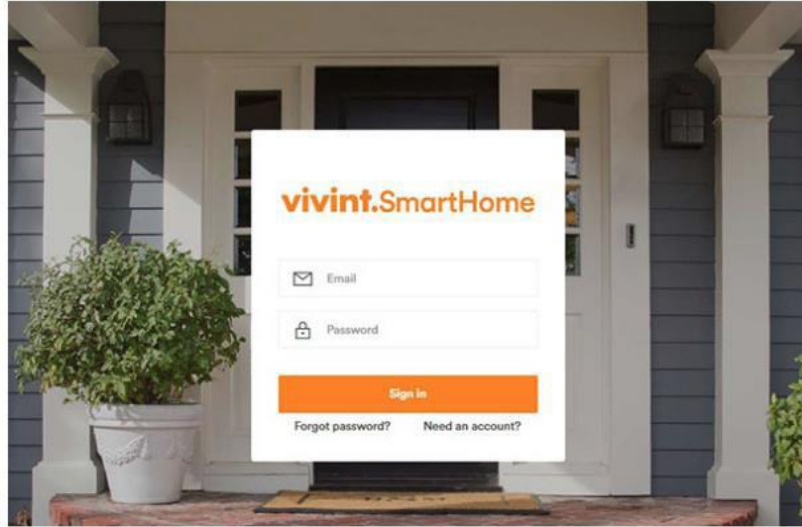 vivint.SmartHome
Email
Password
Sign in
Forgot password?
Need an account?